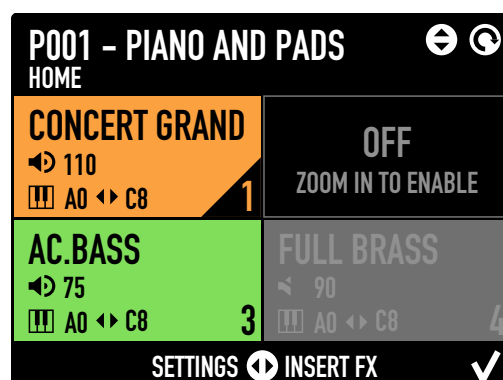 P001 - PIANO AND PADS
HOME
CONCERT GRAND
110
A0 C8
1
OFF
ZOOM IN TO ENABLE
AC.BASS
75
A0 C8
3
FULL BRASS
90
A0 C8
4
SETTINGS INSERT FX